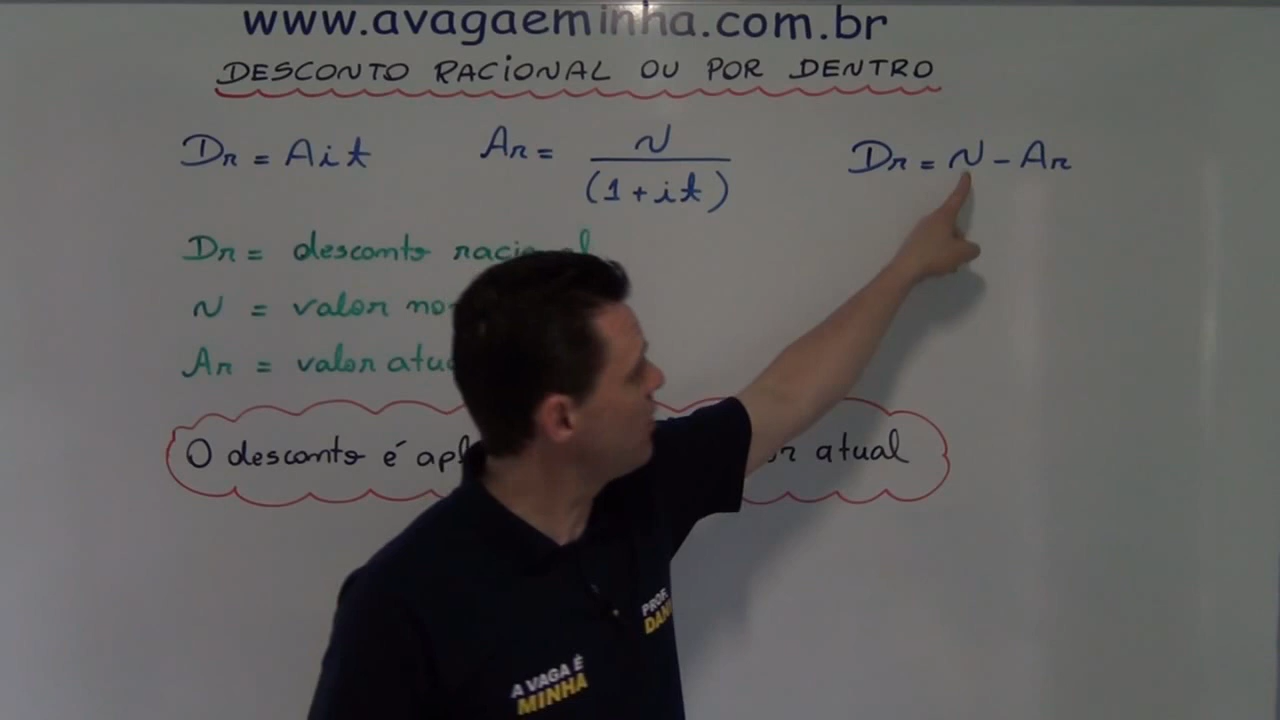 www.avagaeminha.com.br
DESCONTO RACIONAL OU POR DENTRO
Dr = Ait
Ar = N / (1 + it)
Dr = N - Ar
Dr = desconto
N = valor
Ar = valor
O desconto é atual
PROF.
A VAGA É
MINHA